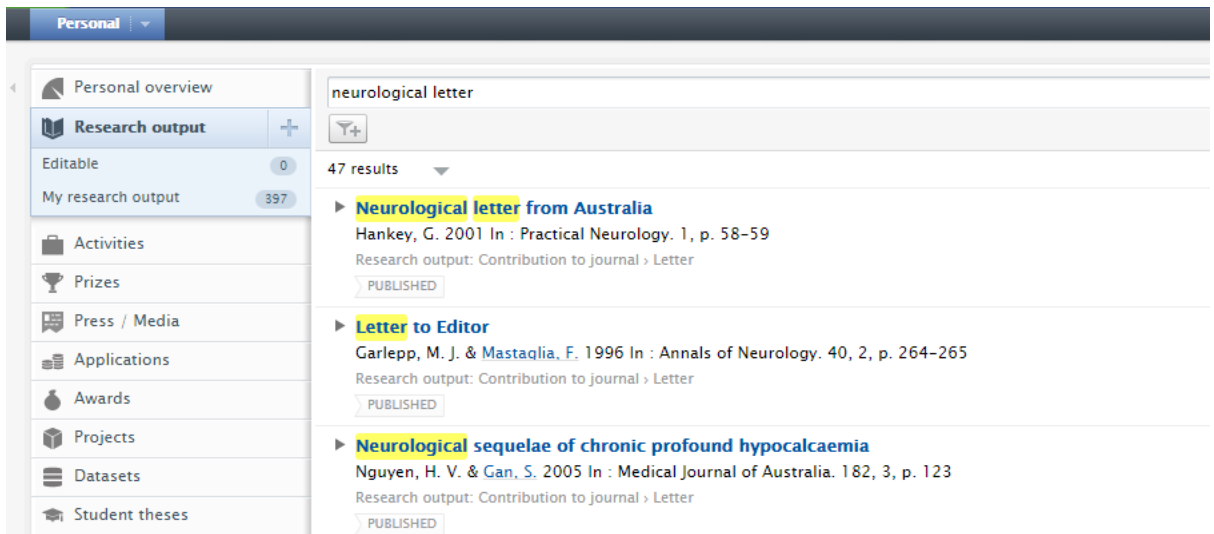 Personal
Personal overview
Research output
Editable 0
My research output 397
Activities
Prizes
Press / Media
Applications
Awards
Projects
Datasets
Student theses
neurological letter
47 results
Neurological letter from Australia
Hankey, G. 2001 In : Practical Neurology. 1, p. 58-59
Research output: Contribution to journal › Letter
PUBLISHED
Letter to Editor
Garlepp, M. J. & Mastaglia, F. 1996 In : Annals of Neurology. 40, 2, p. 264-265
Research output: Contribution to journal › Letter
PUBLISHED
Neurological sequelae of chronic profound hypocalcaemia
Nguyen, H. V. & Gan, S. 2005 In : Medical Journal of Australia. 182, 3, p. 123
Research output: Contribution to journal › Letter
PUBLISHED